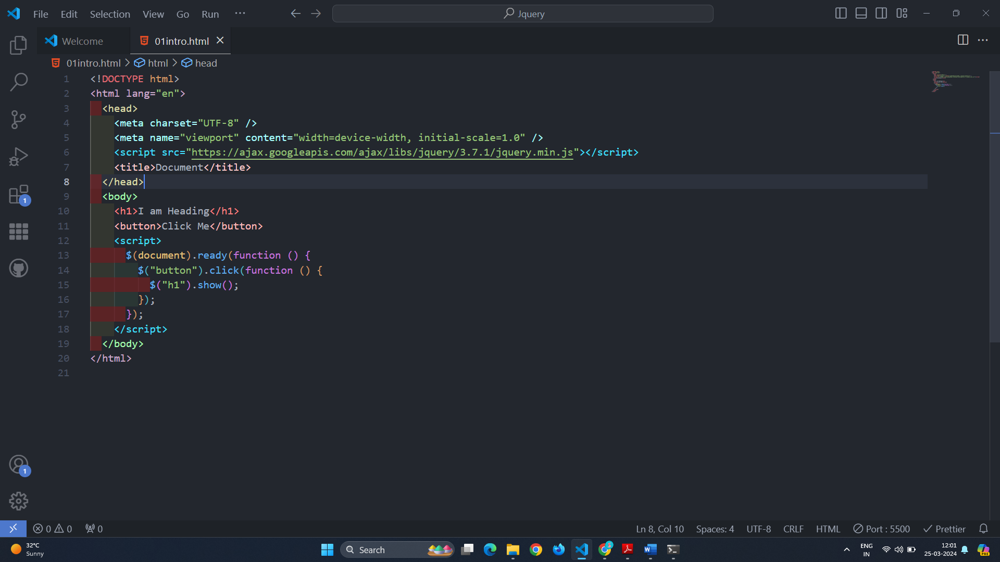 File Edit Selection View Go Run ··· Jquery
Welcome 01intro.html
01intro.html > html > head
1 <!DOCTYPE html>
2 <html lang="en">
3 <head>
4 <meta charset="UTF-8" />
5 <meta name="viewport" content="width=device-width, initial-scale=1.0" />
6 <script src="https://ajax.googleapis.com/ajax/libs/jquery/3.7.1/jquery.min.js"></script>
7 <title>Document</title>
8 </head>
9 <body>
10 <h1>I am Heading</h1>
11 <button>Click Me</button>
12 <script>
13 $(document).ready(function () {
14 $("button").click(function () {
15 $("h1").show();
16 });
17 });
18 </script>
19 </body>
20 </html>
21
1
1
0 0 0 Ln 8, Col 10 Spaces: 4 UTF-8 CRLF HTML Port : 5500 Prettier
32°C
Sunny
Search
ENG
IN
12:01
25-03-2024
PRE